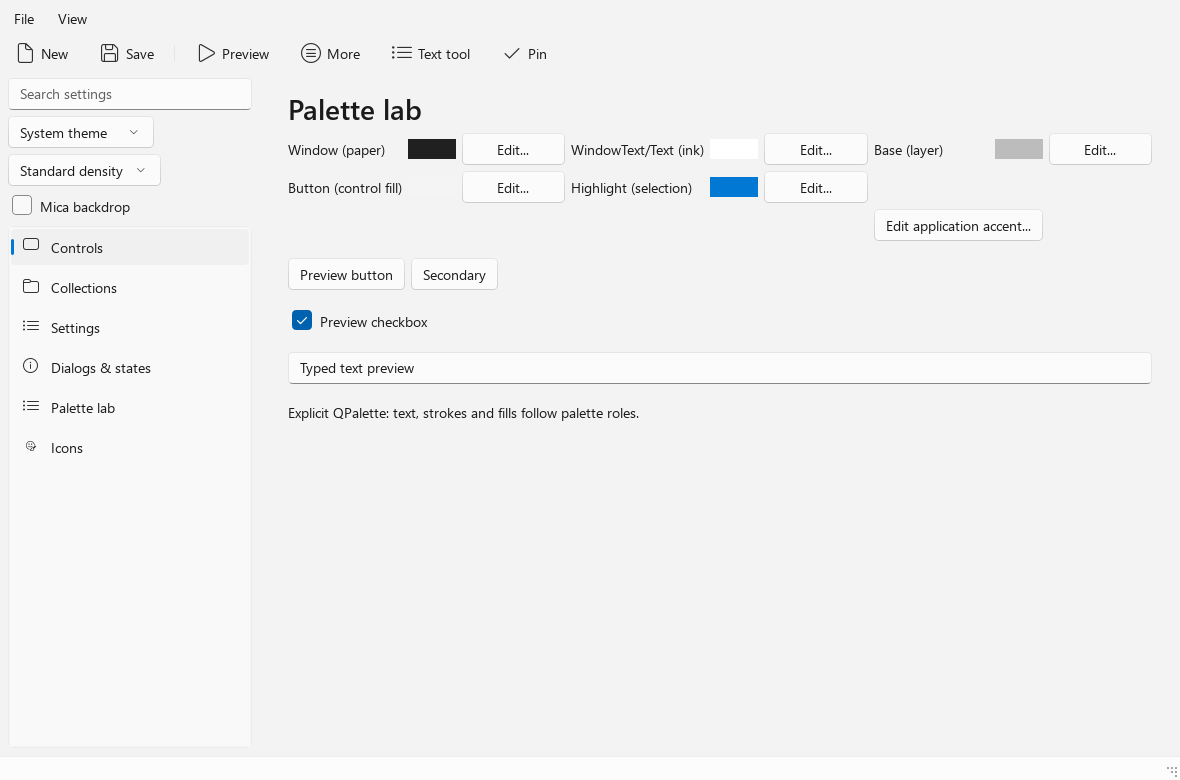 File View
New Save Preview More Text tool Pin
Search settings
System theme
Standard density
Mica backdrop
Controls
Collections
Settings
Dialogs & states
Palette lab
Icons
Palette lab
Window (paper) Edit... WindowText/Text (ink) Edit... Base (layer) Edit...
Button (control fill) Edit... Highlight (selection) Edit...
Edit application accent...
Preview button Secondary
Preview checkbox
Typed text preview
Explicit QPalette: text, strokes and fills follow palette roles.